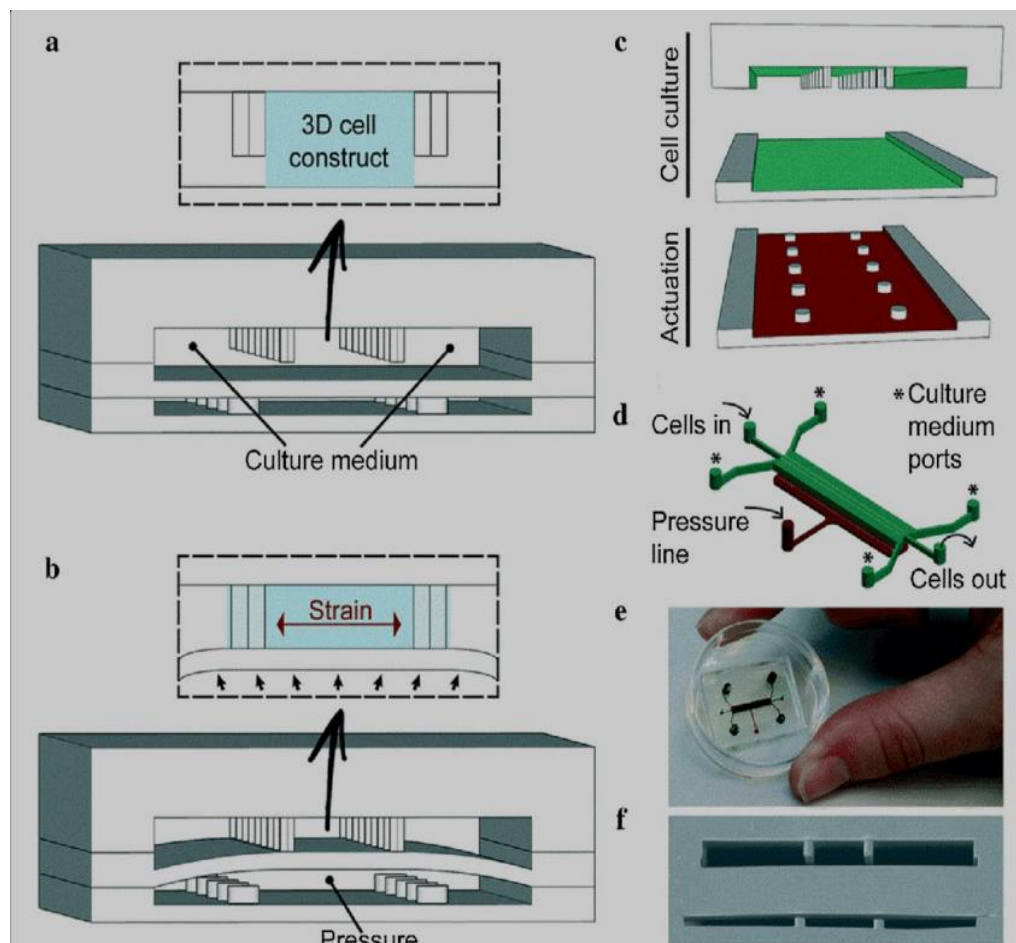 a
3D cell
construct
Culture medium
b
Strain
Pressure
c
Cell culture
Actuation
d
Cells in
*
*
* Culture
medium
ports
*
*
Pressure
line
Cells out
e
f